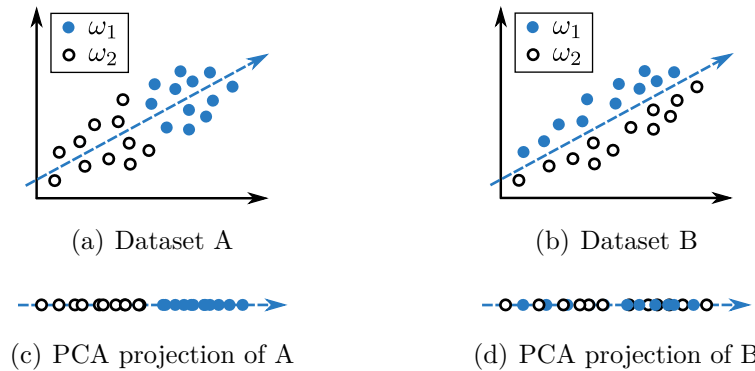 ω₁
ω₂
ω₁
ω₂
(a) Dataset A
(b) Dataset B
(c) PCA projection of A
(d) PCA projection of B